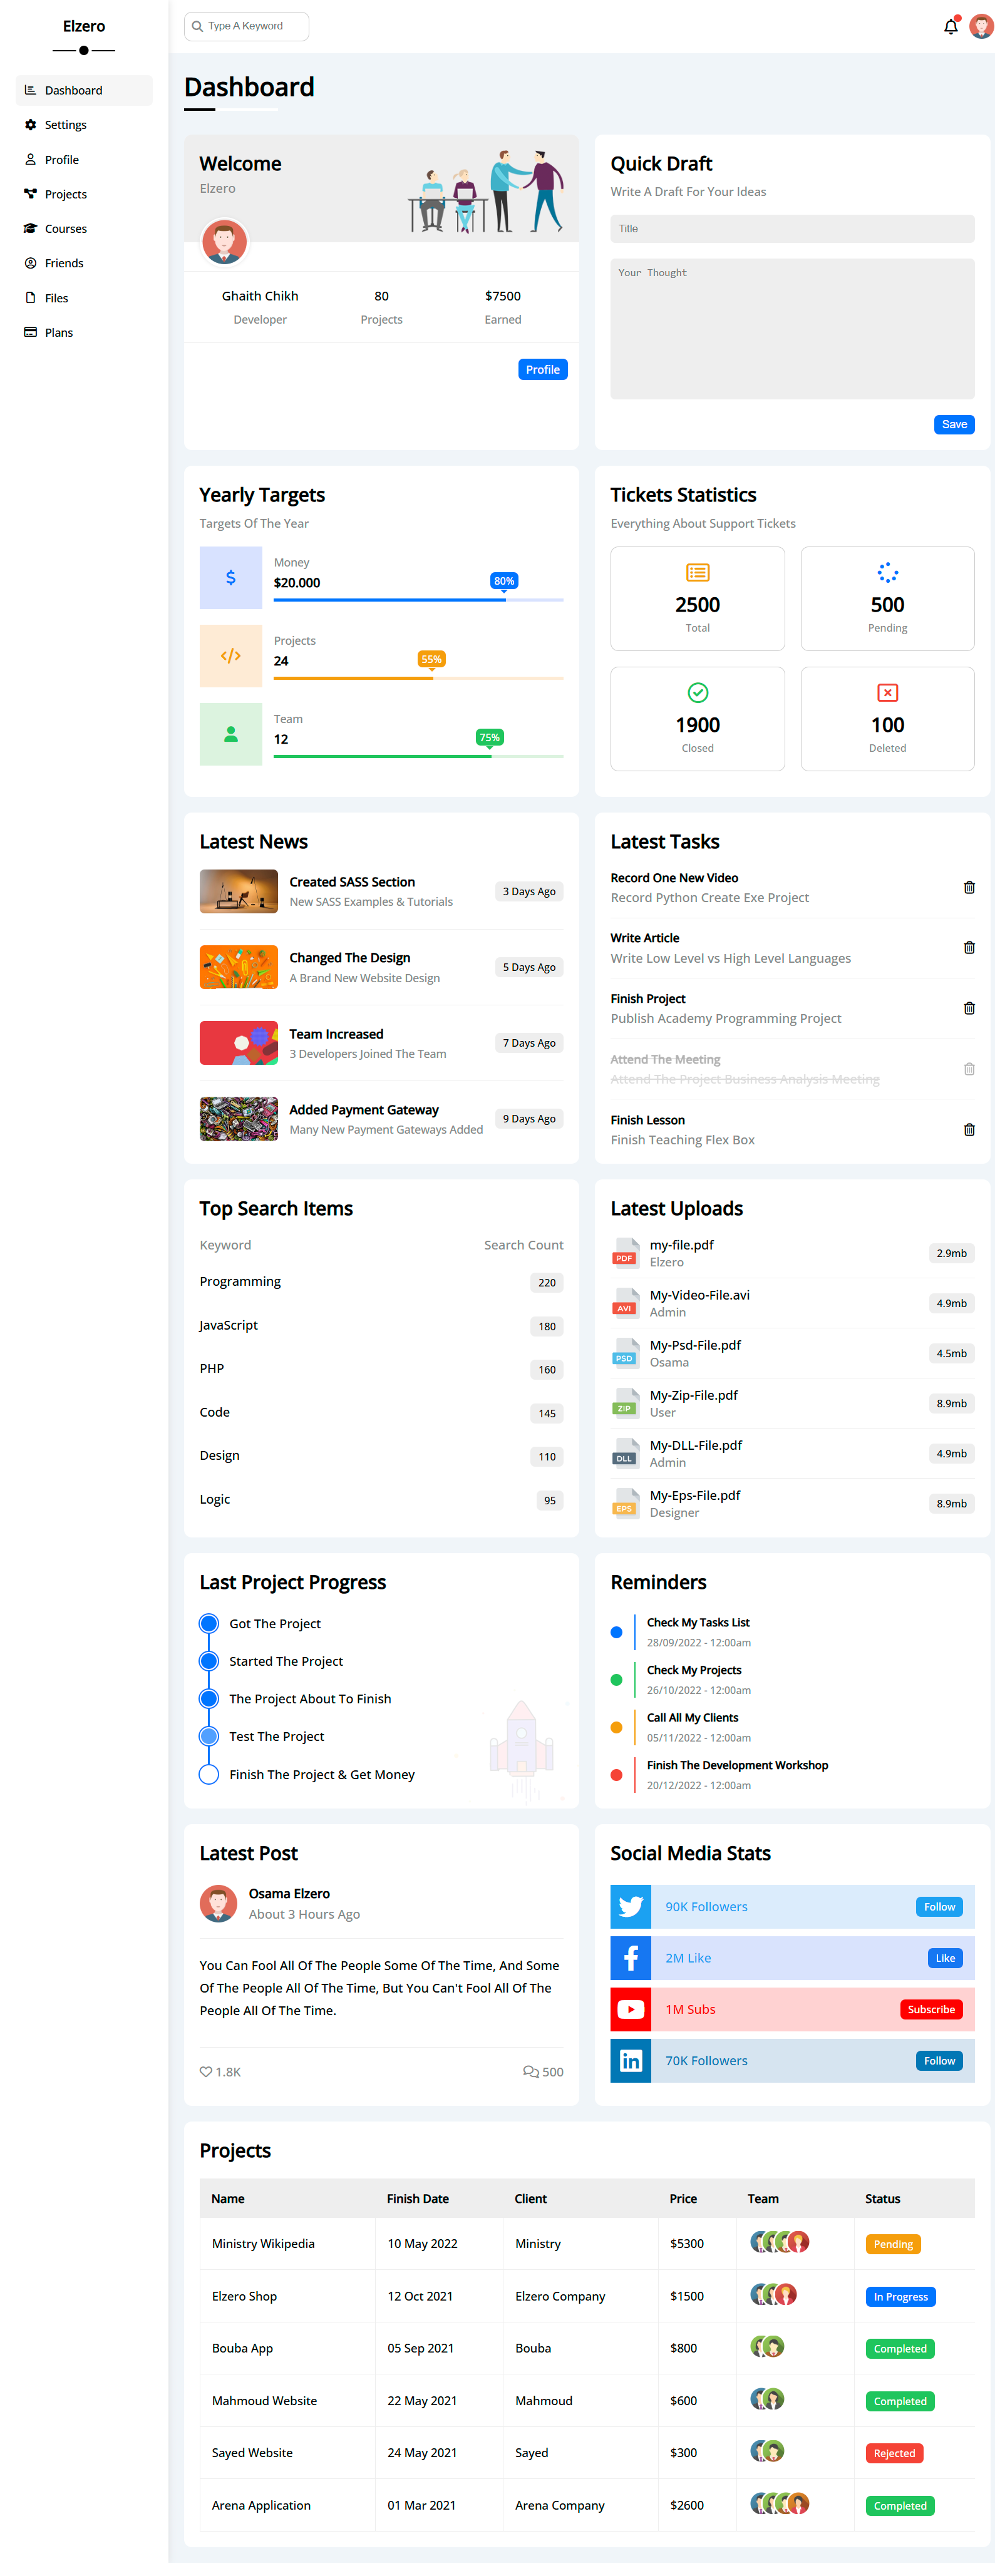 Elzero
Dashboard
Settings
Profile
Projects
Courses
Friends
Files
Plans
Type A Keyword
Dashboard
Welcome
Elzero
Ghaith Chikh
Developer
80
Projects
$7500
Earned
Profile
Quick Draft
Write A Draft For Your Ideas
Title
Your Thought
Save
Yearly Targets
Targets Of The Year
Money
$20.000
80%
Projects
24
55%
Team
12
75%
Tickets Statistics
Everything About Support Tickets
2500
Total
500
Pending
1900
Closed
100
Deleted
Latest News
Created SASS Section
New SASS Examples & Tutorials
3 Days Ago
Changed The Design
A Brand New Website Design
5 Days Ago
Team Increased
3 Developers Joined The Team
7 Days Ago
Added Payment Gateway
Many New Payment Gateways Added
9 Days Ago
Latest Tasks
Record One New Video
Record Python Create Exe Project
Write Article
Write Low Level vs High Level Languages
Finish Project
Publish Academy Programming Project
Attend The Meeting
Attend The Project Business Analysis Meeting
Finish Lesson
Finish Teaching Flex Box
Top Search Items
Keyword Search Count
Programming 220
JavaScript 180
PHP 160
Code 145
Design 110
Logic 95
Latest Uploads
PDF
my-file.pdf
Elzero
2.9mb
AVI
My-Video-File.avi
Admin
4.9mb
PSD
My-Psd-File.pdf
Osama
4.5mb
ZIP
My-Zip-File.pdf
User
8.9mb
DLL
My-DLL-File.pdf
Admin
4.9mb
EPS
My-Eps-File.pdf
Designer
8.9mb
Last Project Progress
Got The Project
Started The Project
The Project About To Finish
Test The Project
Finish The Project & Get Money
Reminders
Check My Tasks List
28/09/2022 - 12:00am
Check My Projects
26/10/2022 - 12:00am
Call All My Clients
05/11/2022 - 12:00am
Finish The Development Workshop
20/12/2022 - 12:00am
Latest Post
Osama Elzero
About 3 Hours Ago
You Can Fool All Of The People Some Of The Time, And Some
Of The People All Of The Time, But You Can't Fool All Of The
People All Of The Time.
1.8K 500
Social Media Stats
90K Followers Follow
2M Like Like
1M Subs Subscribe
70K Followers Follow
Projects
Name Finish Date Client Price Team Status
Ministry Wikipedia 10 May 2022 Ministry $5300 Pending
Elzero Shop 12 Oct 2021 Elzero Company $1500 In Progress
Bouba App 05 Sep 2021 Bouba $800 Completed
Mahmoud Website 22 May 2021 Mahmoud $600 Completed
Sayed Website 24 May 2021 Sayed $300 Rejected
Arena Application 01 Mar 2021 Arena Company $2600 Completed